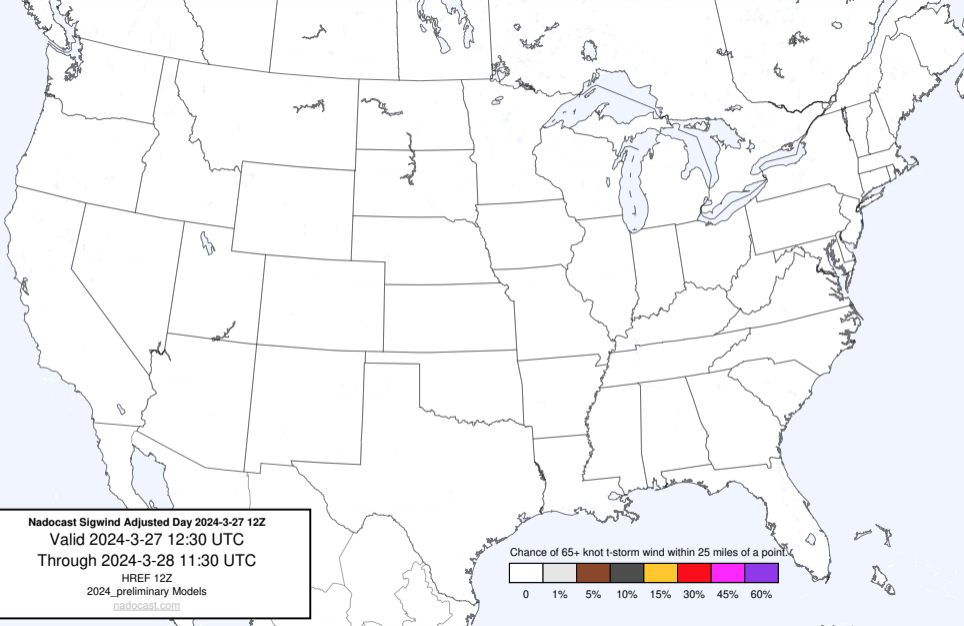 Nadocast Sigwind Adjusted Day 2024-3-27 12Z
Valid 2024-3-27 12:30 UTC
Through 2024-3-28 11:30 UTC
HREF 12Z
2024_preliminary Models
nadocast.com
Chance of 65+ knot t-storm wind within 25 miles of a point.
0 1% 5% 10% 15% 30% 45% 60%